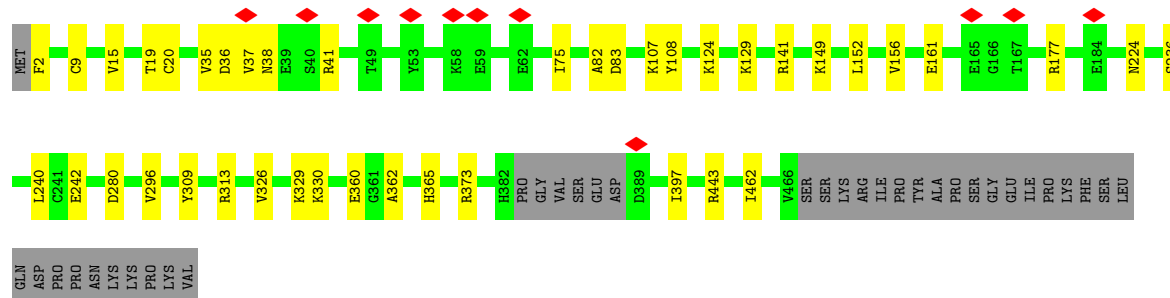 MET F2 C9 V15 T19 C20 V35 D36 V37 N38 E39 S40 R41 T49 Y53 K58 E59 E62 I75 A82 D83 K107 Y108 K124 K129 R141 K149 L152 V156 E161 E165 G166 T167 R177 E184 N224
L240 C241 E242 D280 V296 Y309 R313 V326 K329 K330 E360 G361 A362 H365 R373 H382 PRO GLY VAL SER GLU ASP D389 I397 R443 I462 V466 SER SER LYS ARG ILE PRO TYR ALA PRO SER GLY GLU ILE PRO LYS PHE SER LEU
GLN ASP PRO PRO ASN LYS LYS PRO LYS VAL